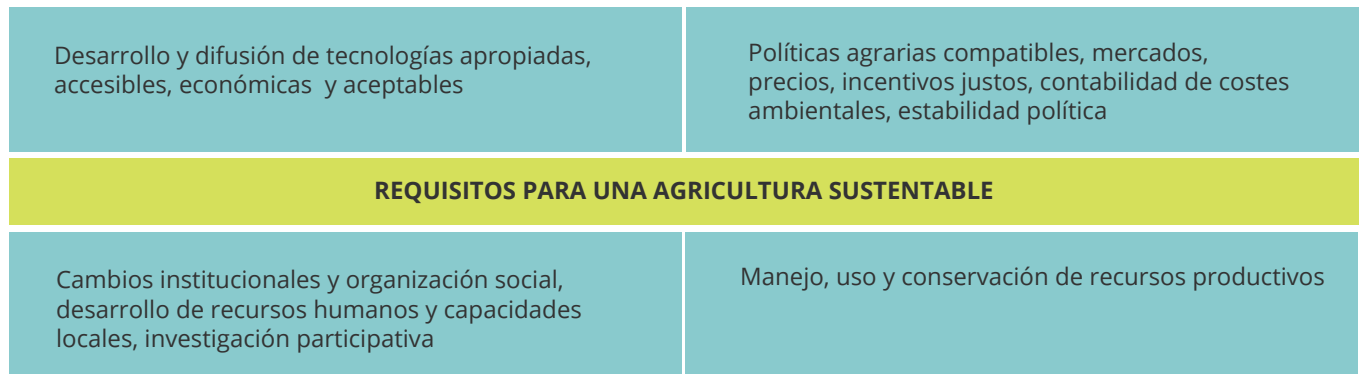 Desarrollo y difusión de tecnologías apropiadas,
accesibles, económicas y aceptables
Políticas agrarias compatibles, mercados,
precios, incentivos justos, contabilidad de costes
ambientales, estabilidad política
REQUISITOS PARA UNA AGRICULTURA SUSTENTABLE
Cambios institucionales y organización social,
desarrollo de recursos humanos y capacidades
locales, investigación participativa
Manejo, uso y conservación de recursos productivos